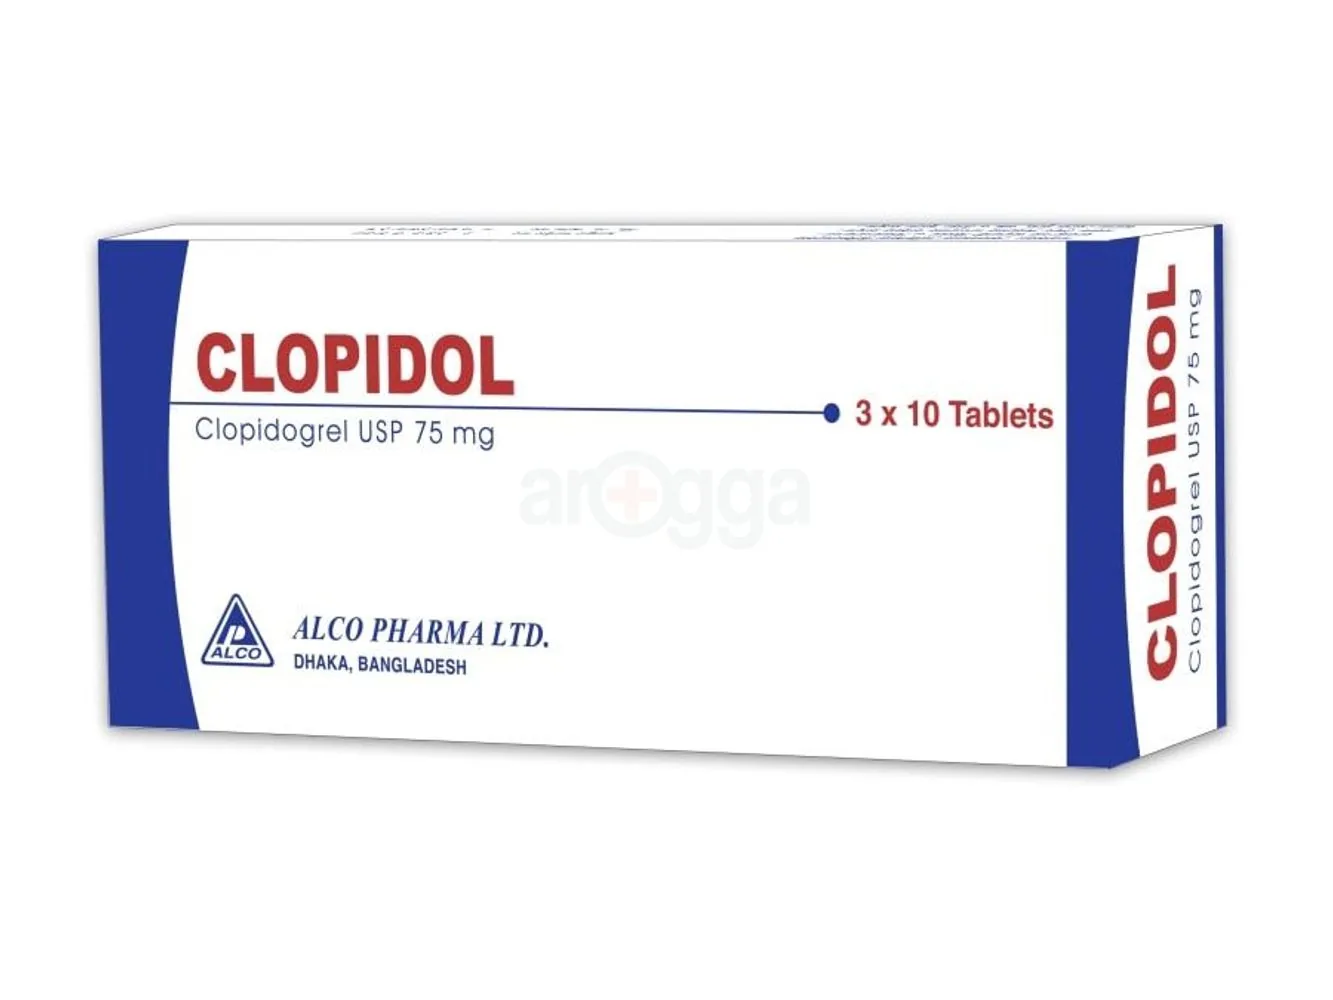 CLOPIDOL
Clopidogrel USP 75 mg
3 x 10 Tablets
arogga
ALCO
ALCO PHARMA LTD.
DHAKA, BANGLADESH
CLOPIDOL
Clopidogrel USP 75 mg